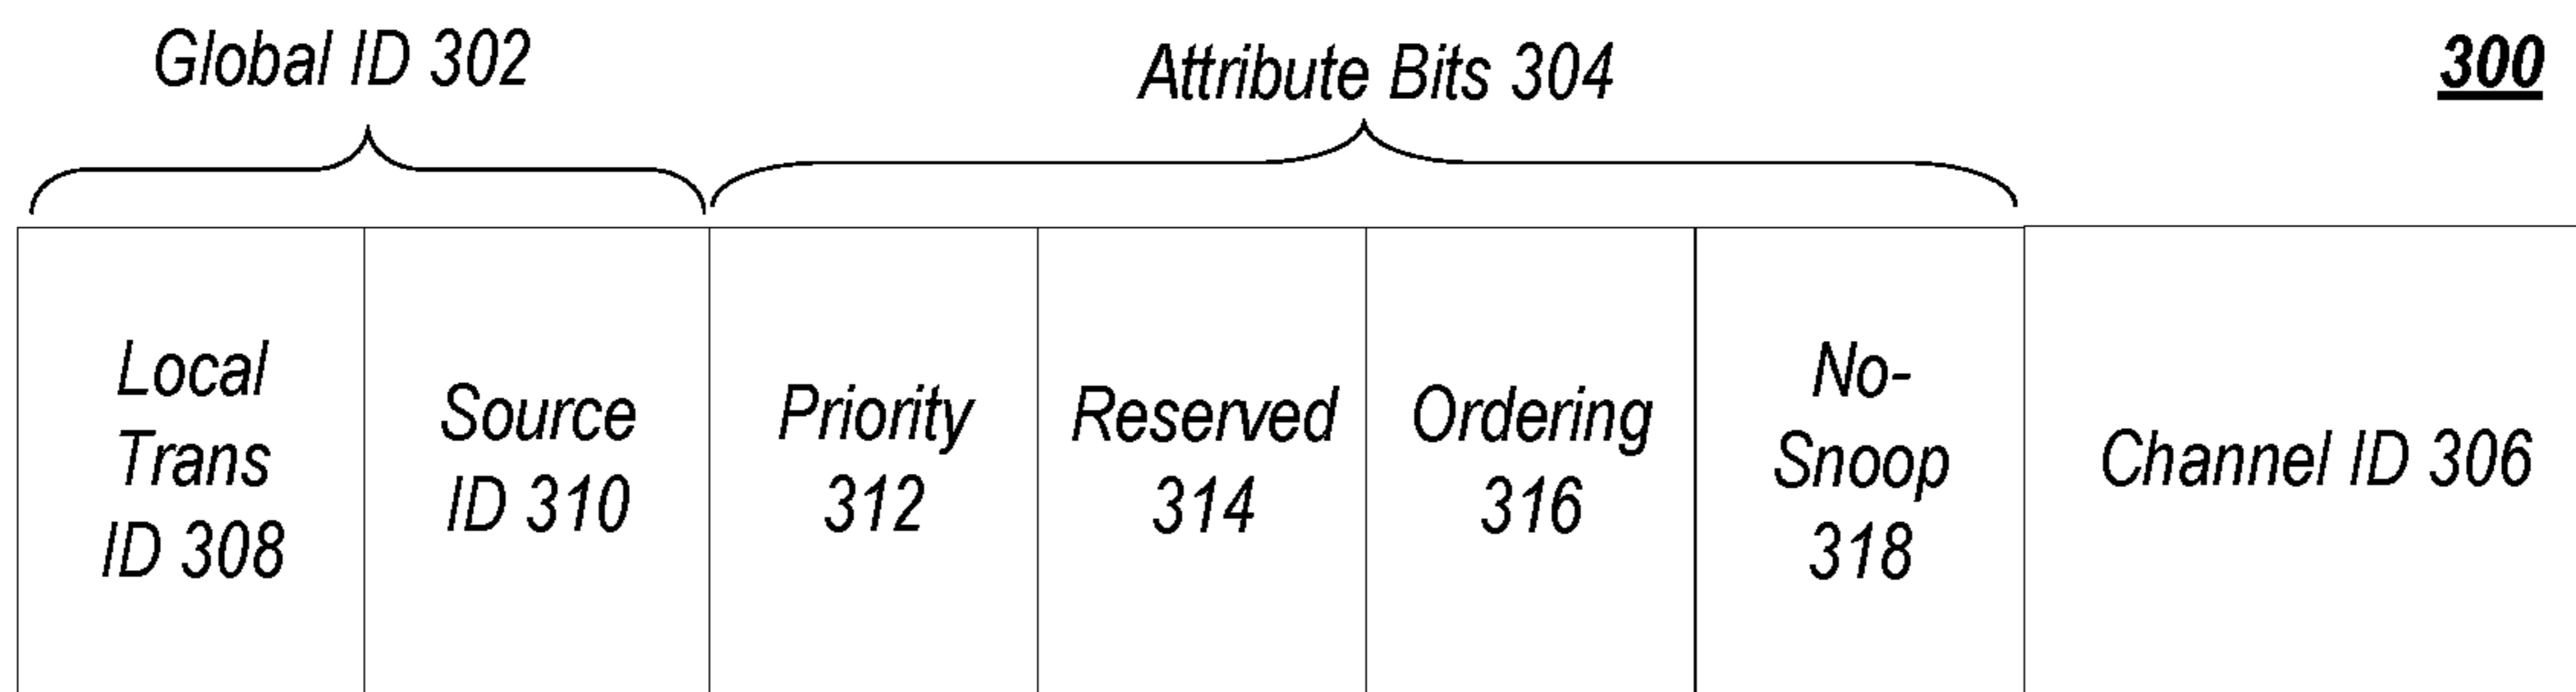 Global ID 302
Attribute Bits 304
300
Local
Trans
ID 308
Source
ID 310
Priority
312
Reserved
314
Ordering
316
No-
Snoop
318
Channel ID 306